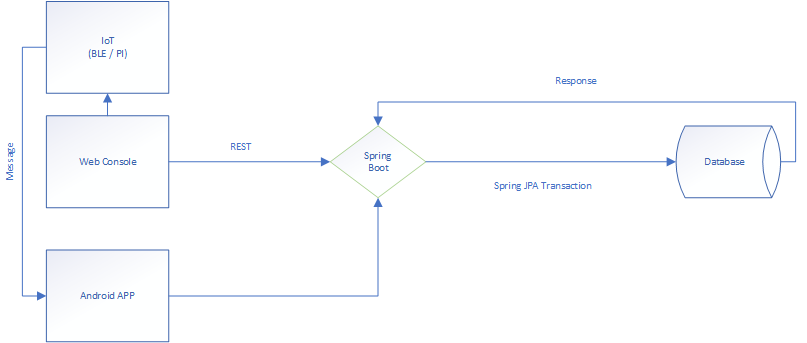 IoT
(BLE / PI)
Response
Message
REST
Web Console
Spring
Boot
Database
Spring JPA Transaction
Android APP